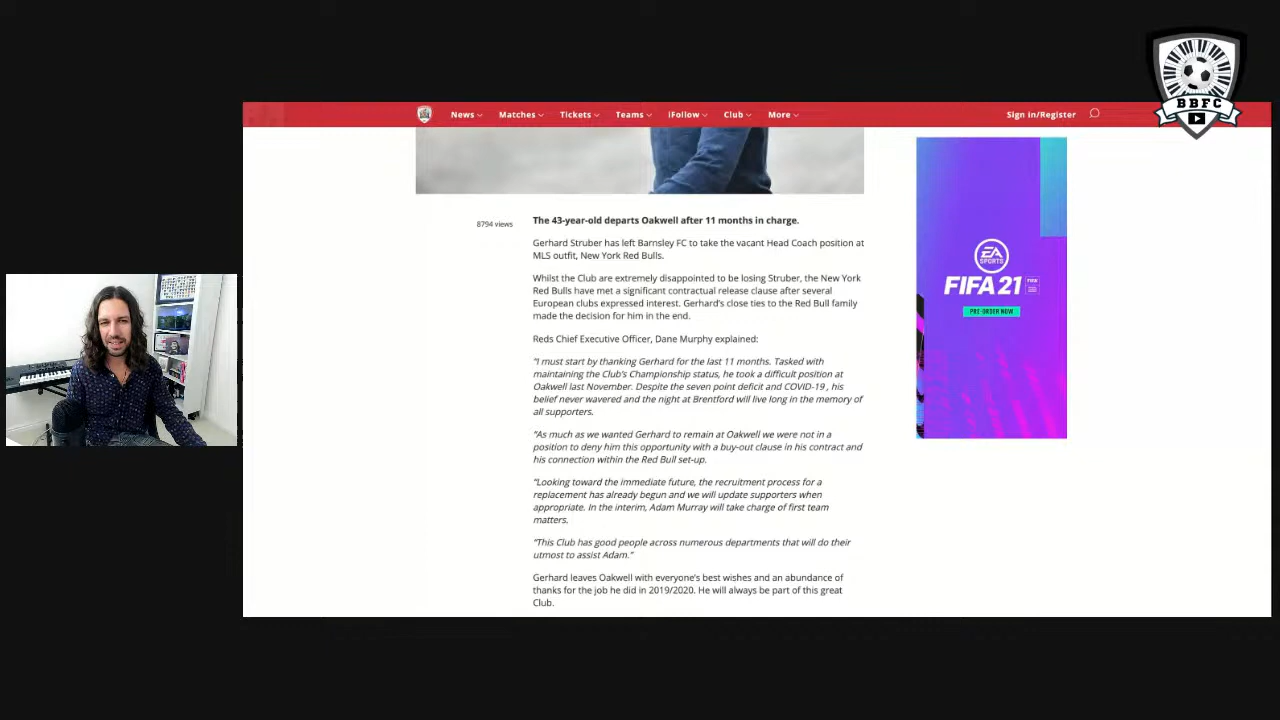 BBFC
News
Matches
Tickets
Teams
iFollow
Club
More
Sign in/Register
8794 views
The 43-year-old departs Oakwell after 11 months in charge.
Gerhard Struber has left Barnsley FC to take the vacant Head Coach position at
MLS outfit, New York Red Bulls.
Whilst the Club are extremely disappointed to be losing Struber, the New York
Red Bulls have met a significant contractual release clause after several
European clubs expressed interest. Gerhard's close ties to the Red Bull family
made the decision for him in the end.
Reds Chief Executive Officer, Dane Murphy explained:
"I must start by thanking Gerhard for the last 11 months. Tasked with
maintaining the Club's Championship status, he took a difficult position at
Oakwell last November. Despite the seven point deficit and COVID-19 , his
belief never wavered and the night at Brentford will live long in the memory of
all supporters.
"As much as we wanted Gerhard to remain at Oakwell we were not in a
position to deny him this opportunity with a buy-out clause in his contract and
his connection within the Red Bull set-up.
"Looking toward the immediate future, the recruitment process for a
replacement has already begun and we will update supporters when
appropriate. In the interim, Adam Murray will take charge of first team
matters.
"This Club has good people across numerous departments that will do their
utmost to assist Adam."
Gerhard leaves Oakwell with everyone's best wishes and an abundance of
thanks for the job he did in 2019/2020. He will always be part of this great
Club.
EA
SPORTS
FIFA 21
PRE-ORDER NOW